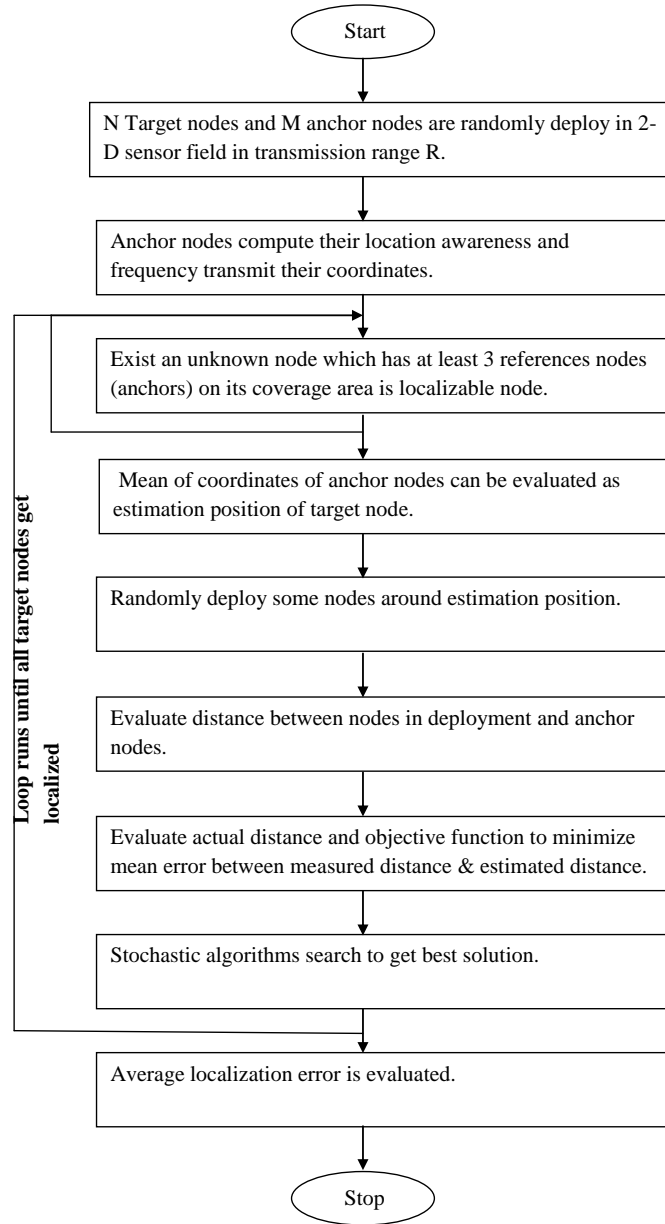 Start
N Target nodes and M anchor nodes are randomly deploy in 2-
D sensor field in transmission range R.
Anchor nodes compute their location awareness and
frequency transmit their coordinates.
Exist an unknown node which has at least 3 references nodes
(anchors) on its coverage area is localizable node.
Mean of coordinates of anchor nodes can be evaluated as
estimation position of target node.
Randomly deploy some nodes around estimation position.
Evaluate distance between nodes in deployment and anchor
nodes.
Evaluate actual distance and objective function to minimize
mean error between measured distance & estimated distance.
Stochastic algorithms search to get best solution.
Average localization error is evaluated.
Stop
Loop runs until all target nodes get
localized